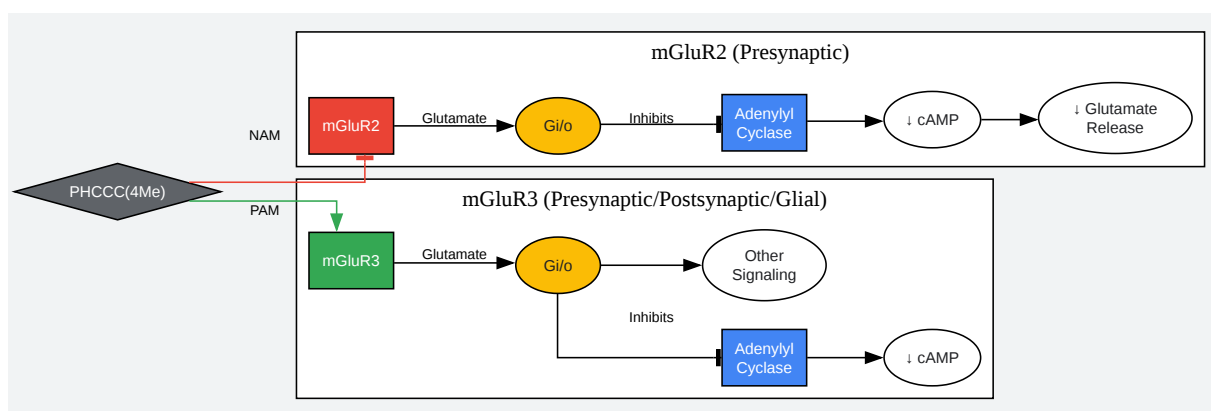 mGluR2 (Presynaptic)
mGluR2
Glutamate
Gi/o
Inhibits
Adenylyl
Cyclase
↓ cAMP
↓ Glutamate
Release
NAM
PHCCC(4Me)
PAM
mGluR3 (Presynaptic/Postsynaptic/Glial)
mGluR3
Glutamate
Gi/o
Other
Signaling
Inhibits
Adenylyl
Cyclase
↓ cAMP